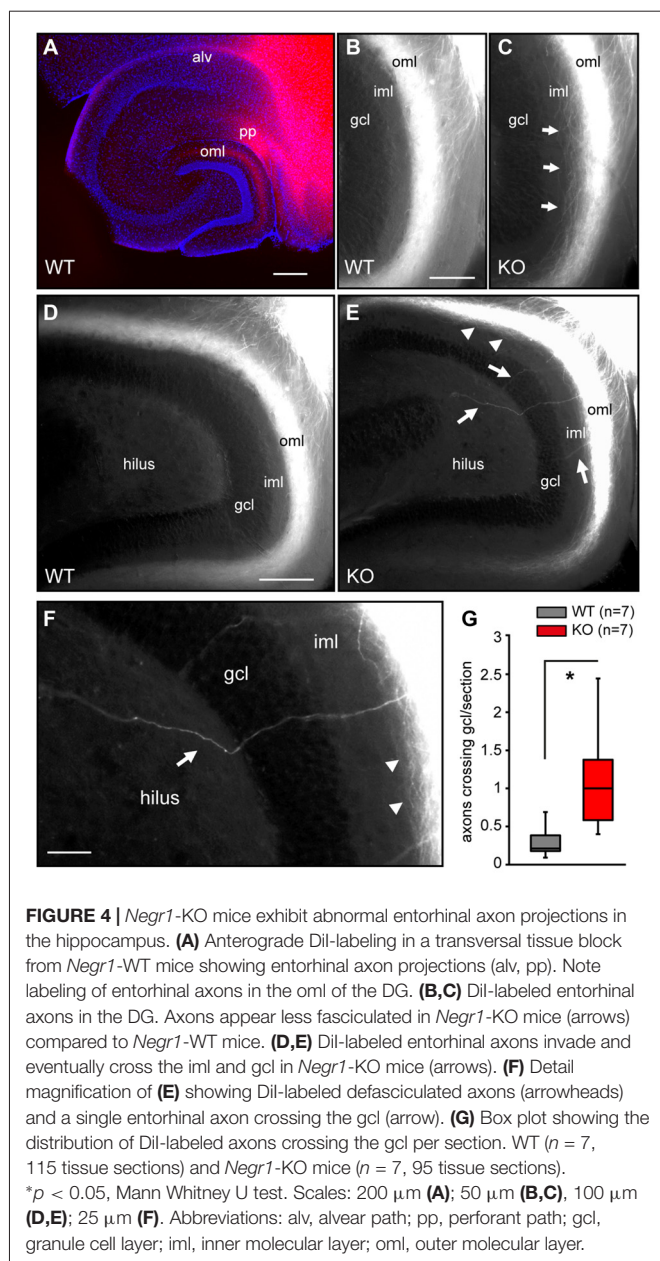 A
alv
pp
oml
WT
B
oml
iml
gcl
WT
C
oml
iml
gcl
KO
D
oml
hilus
iml
gcl
WT
E
oml
iml
hilus
gcl
KO
F
iml
gcl
hilus
G
WT (n=7)
KO (n=7)
3
2.5
2
1.5
1
0.5
0
axons crossing gcl/section
*
FIGURE 4 | Negr1-KO mice exhibit abnormal entorhinal axon projections in
the hippocampus. (A) Anterograde DiI-labeling in a transversal tissue block
from Negr1-WT mice showing entorhinal axon projections (alv, pp). Note
labeling of entorhinal axons in the oml of the DG. (B,C) DiI-labeled entorhinal
axons in the DG. Axons appear less fasciculated in Negr1-KO mice (arrows)
compared to Negr1-WT mice. (D,E) DiI-labeled entorhinal axons invade and
eventually cross the iml and gcl in Negr1-KO mice (arrows). (F) Detail
magnification of (E) showing DiI-labeled defasciculated axons (arrowheads)
and a single entorhinal axon crossing the gcl (arrow). (G) Box plot showing the
distribution of DiI-labeled axons crossing the gcl per section. WT (n = 7,
115 tissue sections) and Negr1-KO mice (n = 7, 95 tissue sections).
*p < 0.05, Mann Whitney U test. Scales: 200 µm (A); 50 µm (B,C), 100 µm
(D,E); 25 µm (F). Abbreviations: alv, alvear path; pp, perforant path; gcl,
granule cell layer; iml, inner molecular layer; oml, outer molecular layer.